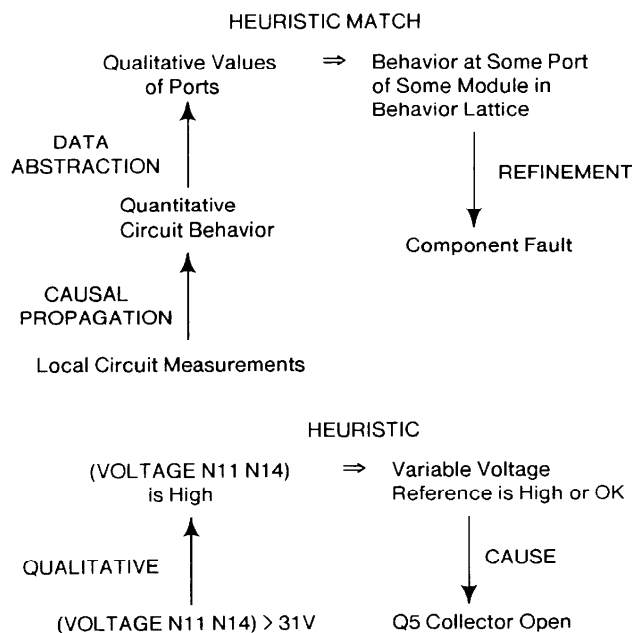 HEURISTIC MATCH
Qualitative Values ⇒ Behavior at Some Port
of Ports of Some Module in
Behavior Lattice
DATA
ABSTRACTION
REFINEMENT
Quantitative
Circuit Behavior
Component Fault
CAUSAL
PROPAGATION
Local Circuit Measurements
HEURISTIC
(VOLTAGE N11 N14) ⇒ Variable Voltage
is High Reference is High or OK
QUALITATIVE CAUSE
(VOLTAGE N11 N14) > 31V Q5 Collector Open